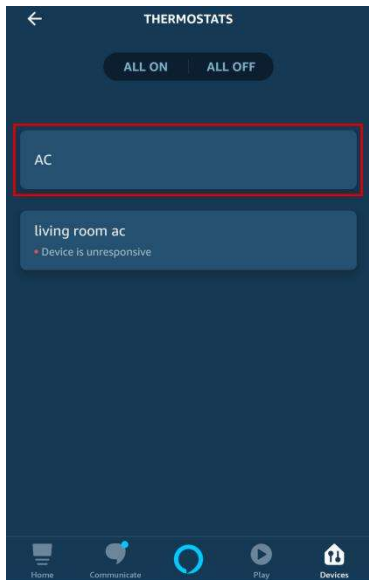 THERMOSTATS
ALL ON ALL OFF
AC
living room ac
Device is unresponsive
Home Communicate Play Devices